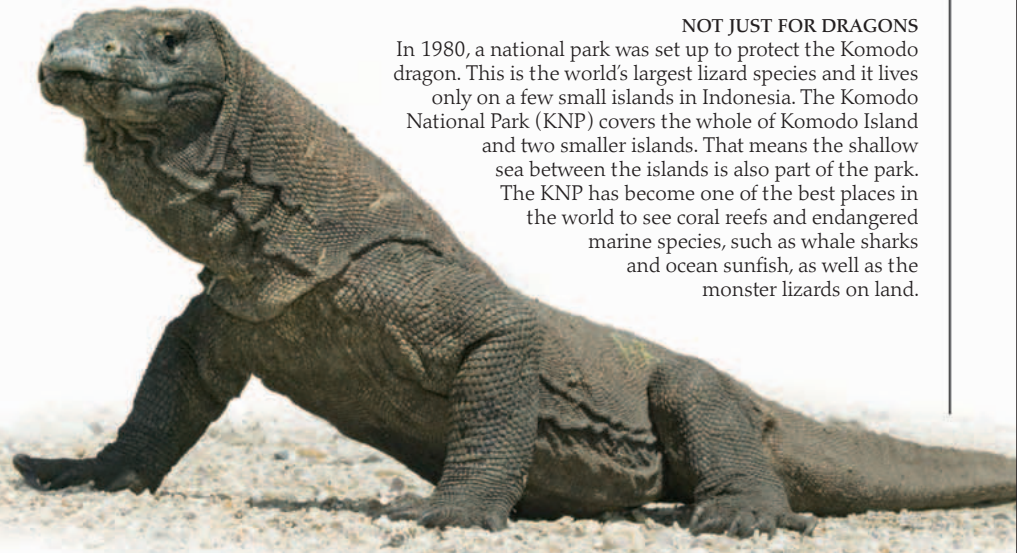 NOT JUST FOR DRAGONS
In 1980, a national park was set up to protect the Komodo
dragon. This is the world’s largest lizard species and it lives
only on a few small islands in Indonesia. The Komodo
National Park (KNP) covers the whole of Komodo Island
and two smaller islands. That means the shallow
sea between the islands is also part of the park.
The KNP has become one of the best places in
the world to see coral reefs and endangered
marine species, such as whale sharks
and ocean sunfish, as well as the
monster lizards on land.